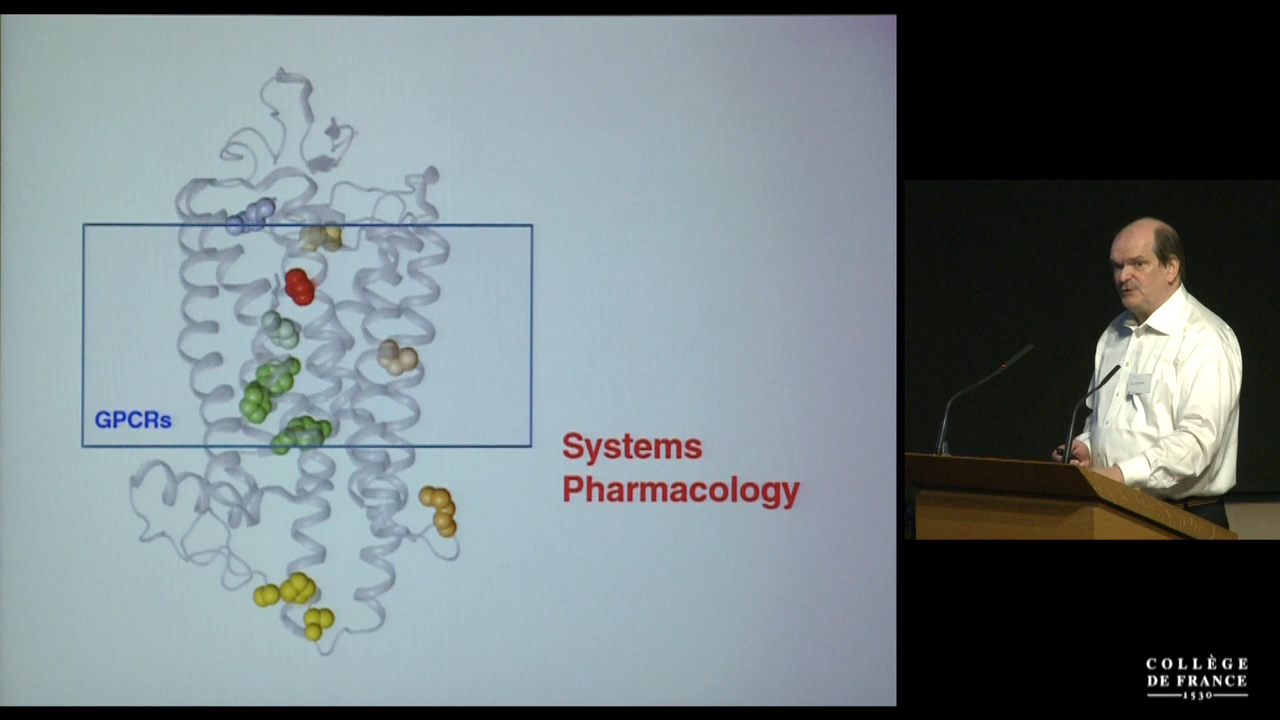 GPCRs
Systems
Pharmacology
COLLÈGE
DE FRANCE
1530